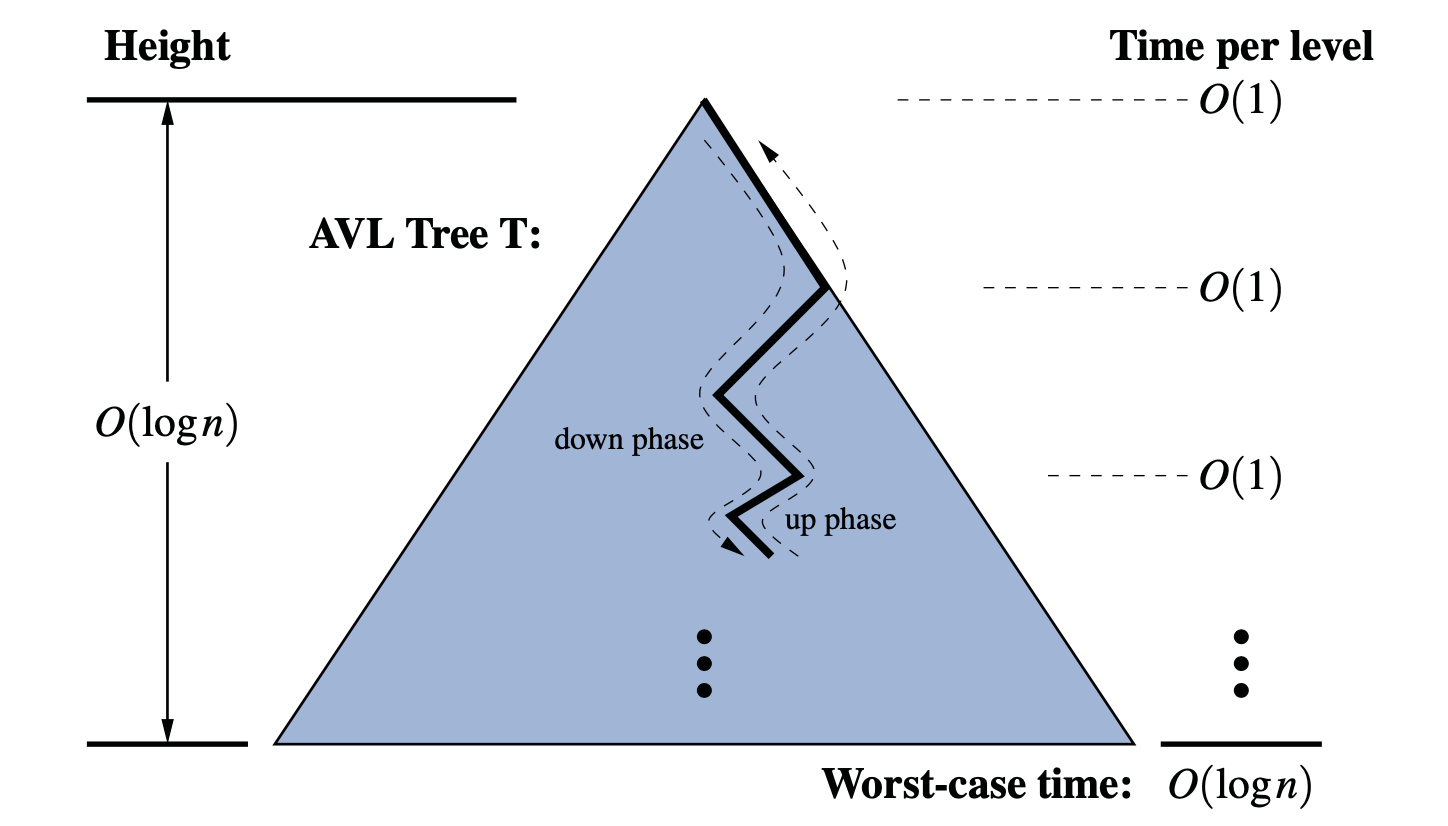 Height
Time per level
O(1)
AVL Tree T:
O(1)
O(log n)
down phase
O(1)
up phase
Worst-case time: O(log n)